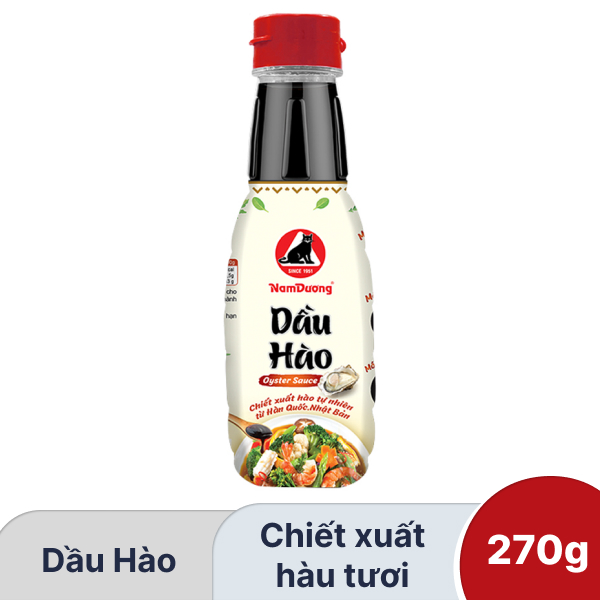 SINCE 1951
NamDương
Dầu
Hào
Oyster Sauce
Chiết xuất hào tự nhiên
từ Hàn Quốc, Nhật Bản
Dầu Hào
Chiết xuất
hàu tươi
270g